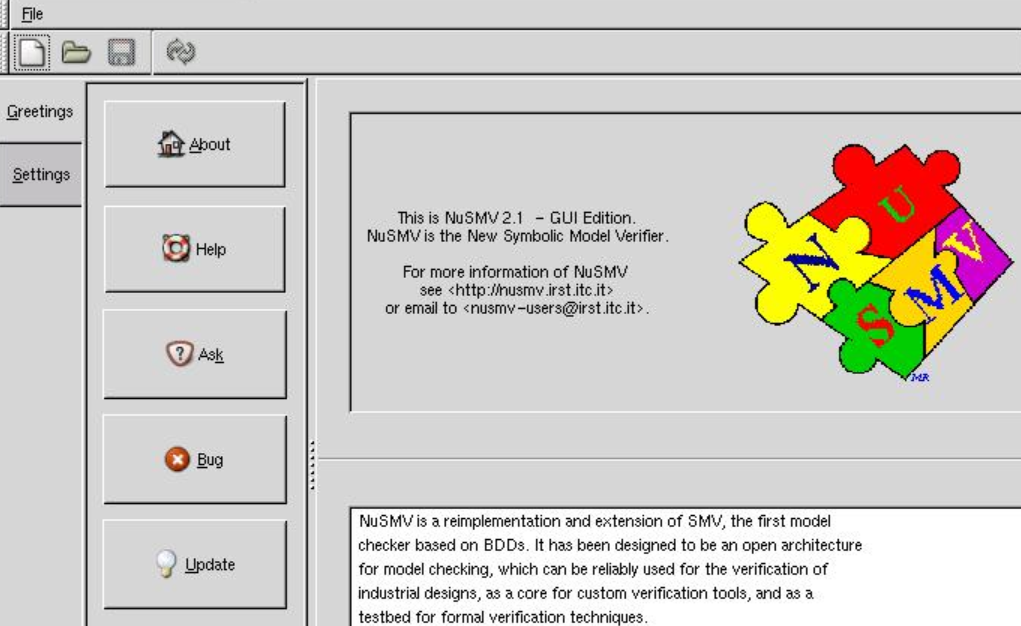 File
Greetings
Settings
About
Help
Ask
Bug
Update
This is NuSMV 2.1 – GUI Edition.
NuSMV is the New Symbolic Model Verifier.
For more information of NuSMV
see <http://nusmv.irst.itc.it>
or email to <nusmv–users@irst.itc.it>.
N
U
S
M
V
MR
NuSMV is a reimplementation and extension of SMV, the first model
checker based on BDDs. It has been designed to be an open architecture
for model checking, which can be reliably used for the verification of
industrial designs, as a core for custom verification tools, and as a
testbed for formal verification techniques.